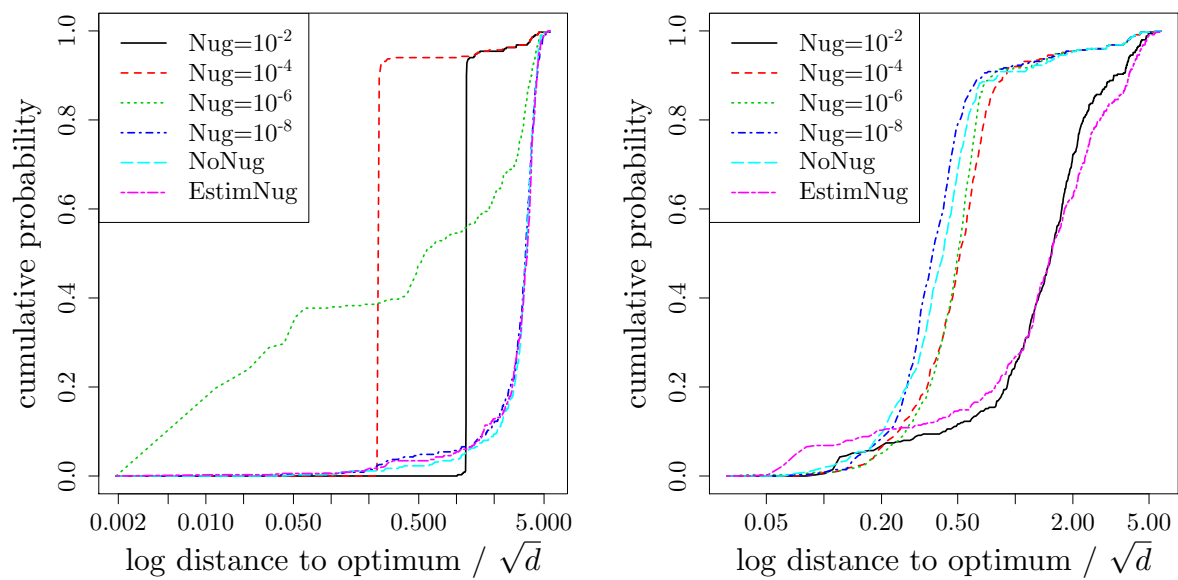 cumulative probability
1.0
0.8
0.6
0.4
0.2
0.0
Nug=10⁻²
Nug=10⁻⁴
Nug=10⁻⁶
Nug=10⁻⁸
NoNug
EstimNug
0.002 0.010 0.050 0.500 5.000
log distance to optimum / √d
cumulative probability
1.0
0.8
0.6
0.4
0.2
0.0
Nug=10⁻²
Nug=10⁻⁴
Nug=10⁻⁶
Nug=10⁻⁸
NoNug
EstimNug
0.05 0.20 0.50 2.00 5.00
log distance to optimum / √d